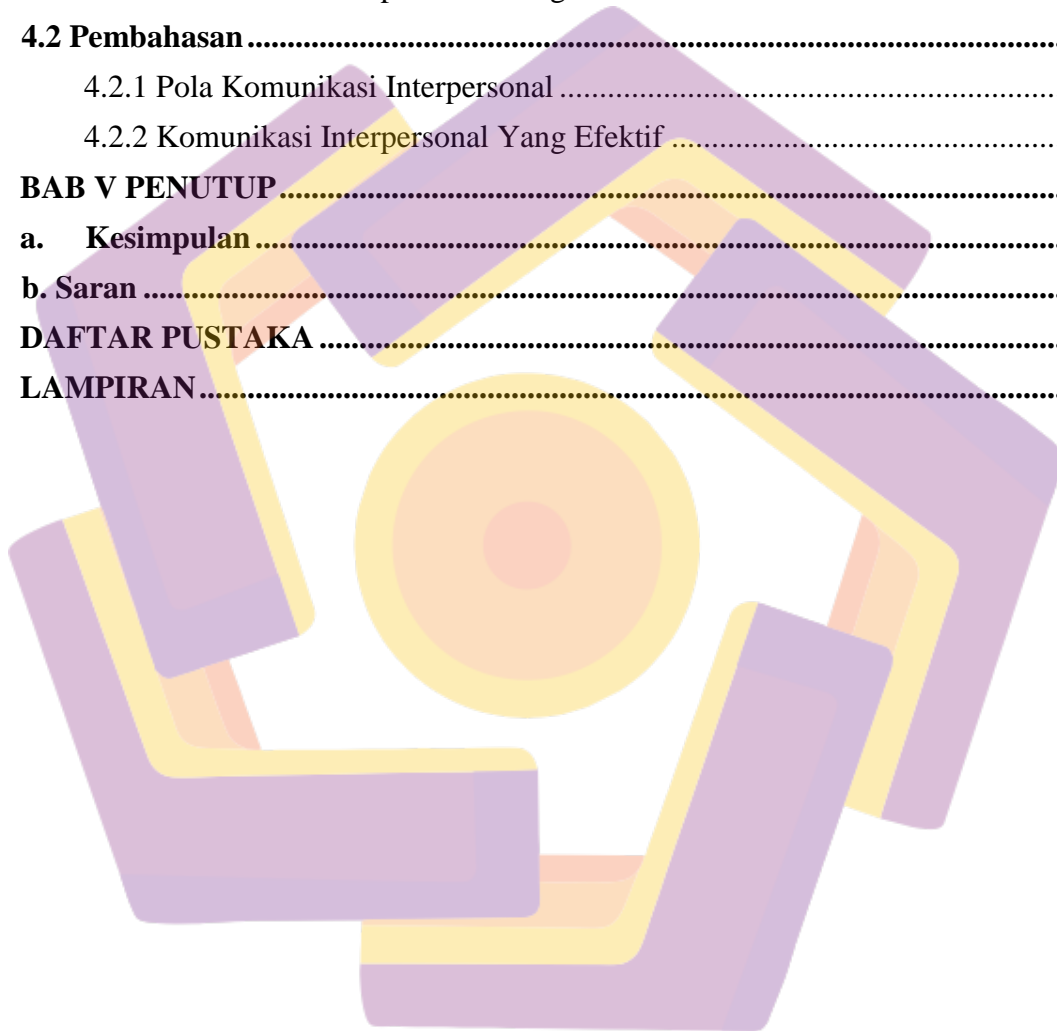 4.2 Pembahasan................................................................................
4.2.1 Pola Komunikasi Interpersonal ................................................................
4.2.2 Komunikasi Interpersonal Yang Efektif ..................................................
BAB V PENUTUP................................................................................
a. Kesimpulan................................................................................
b. Saran ................................................................................
DAFTAR PUSTAKA ................................................................................
LAMPIRAN................................................................................